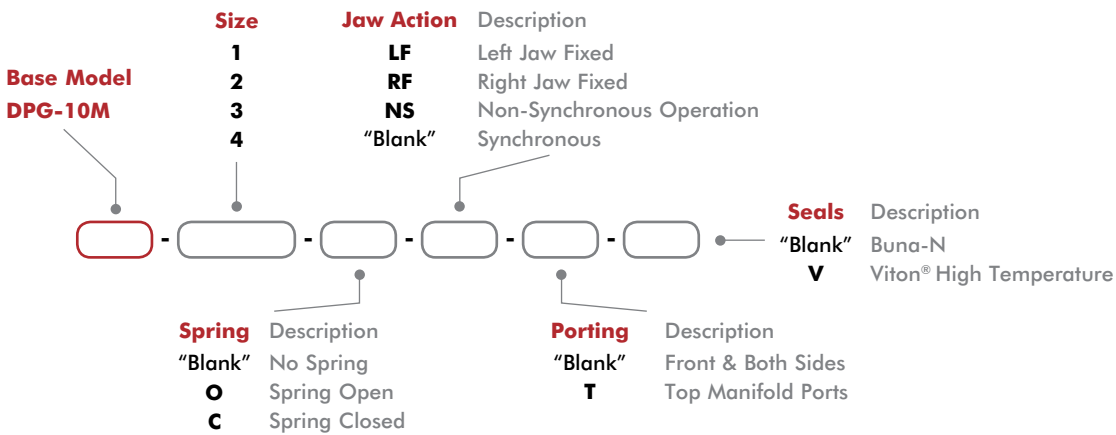 Size
1
2
3
4
Jaw Action Description
LF Left Jaw Fixed
RF Right Jaw Fixed
NS Non-Synchronous Operation
“Blank” Synchronous
Base Model
DPG-10M
- - - - -
Seals Description
“Blank” Buna-N
V Viton® High Temperature
Spring Description
“Blank” No Spring
O Spring Open
C Spring Closed
Porting Description
“Blank” Front & Both Sides
T Top Manifold Ports